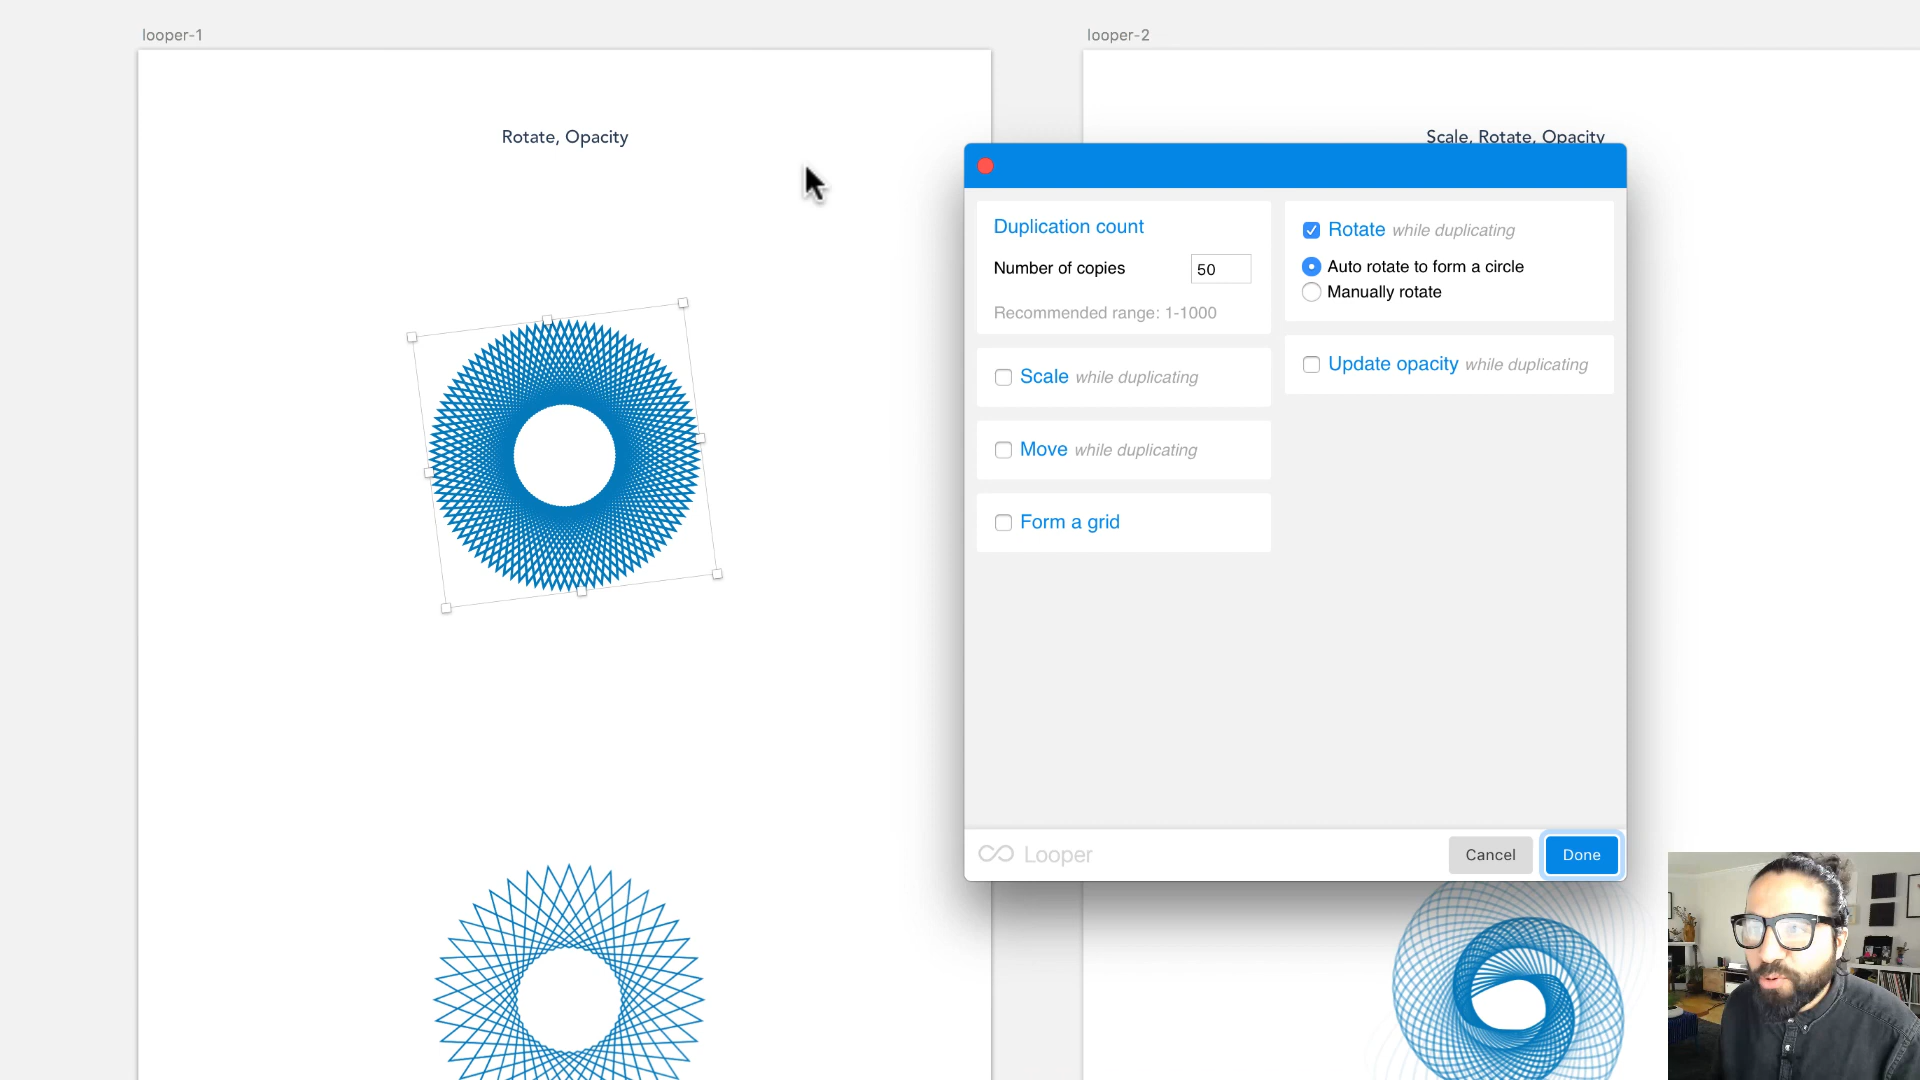 looper-1
Rotate, Opacity
looper-2
Scale, Rotate, Opacity
Duplication count
Number of copies 50
Recommended range: 1-1000
Scale while duplicating
Move while duplicating
Form a grid
Rotate while duplicating
Auto rotate to form a circle
Manually rotate
Update opacity while duplicating
Looper
Cancel
Done